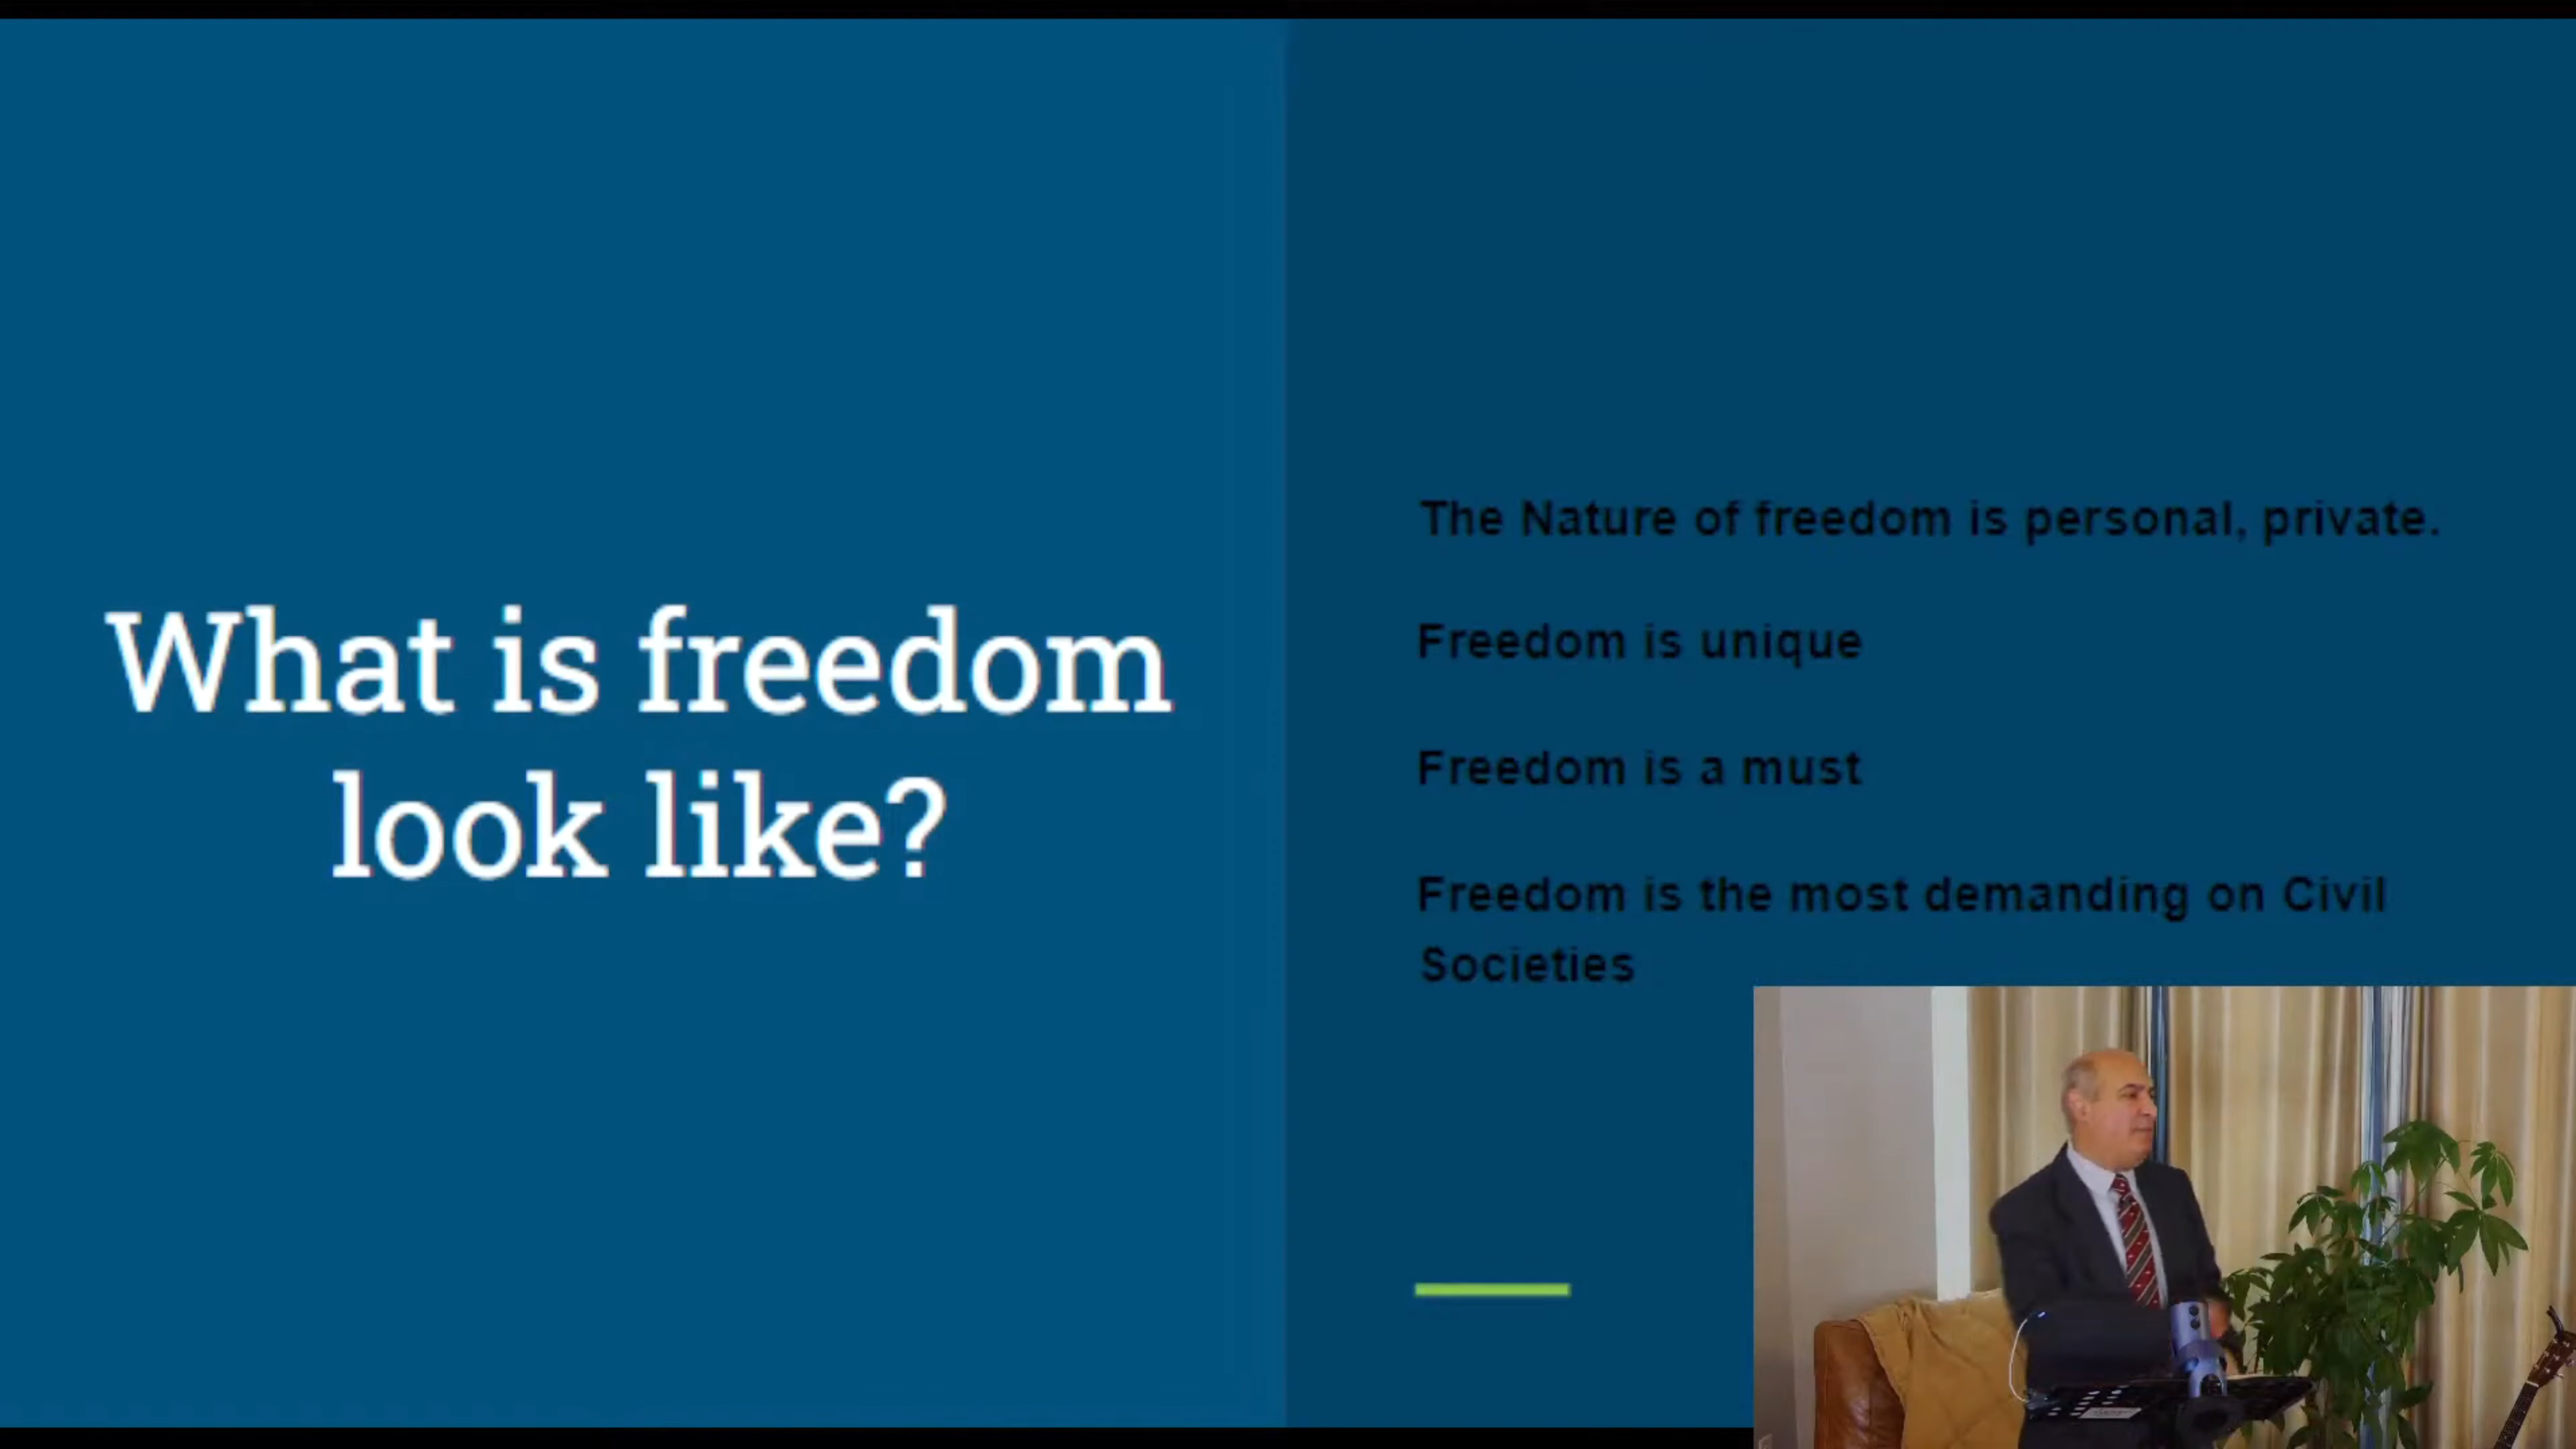 What is freedom
look like?
The Nature of freedom is personal, private.
Freedom is unique
Freedom is a must
Freedom is the most demanding on Civil
Societies